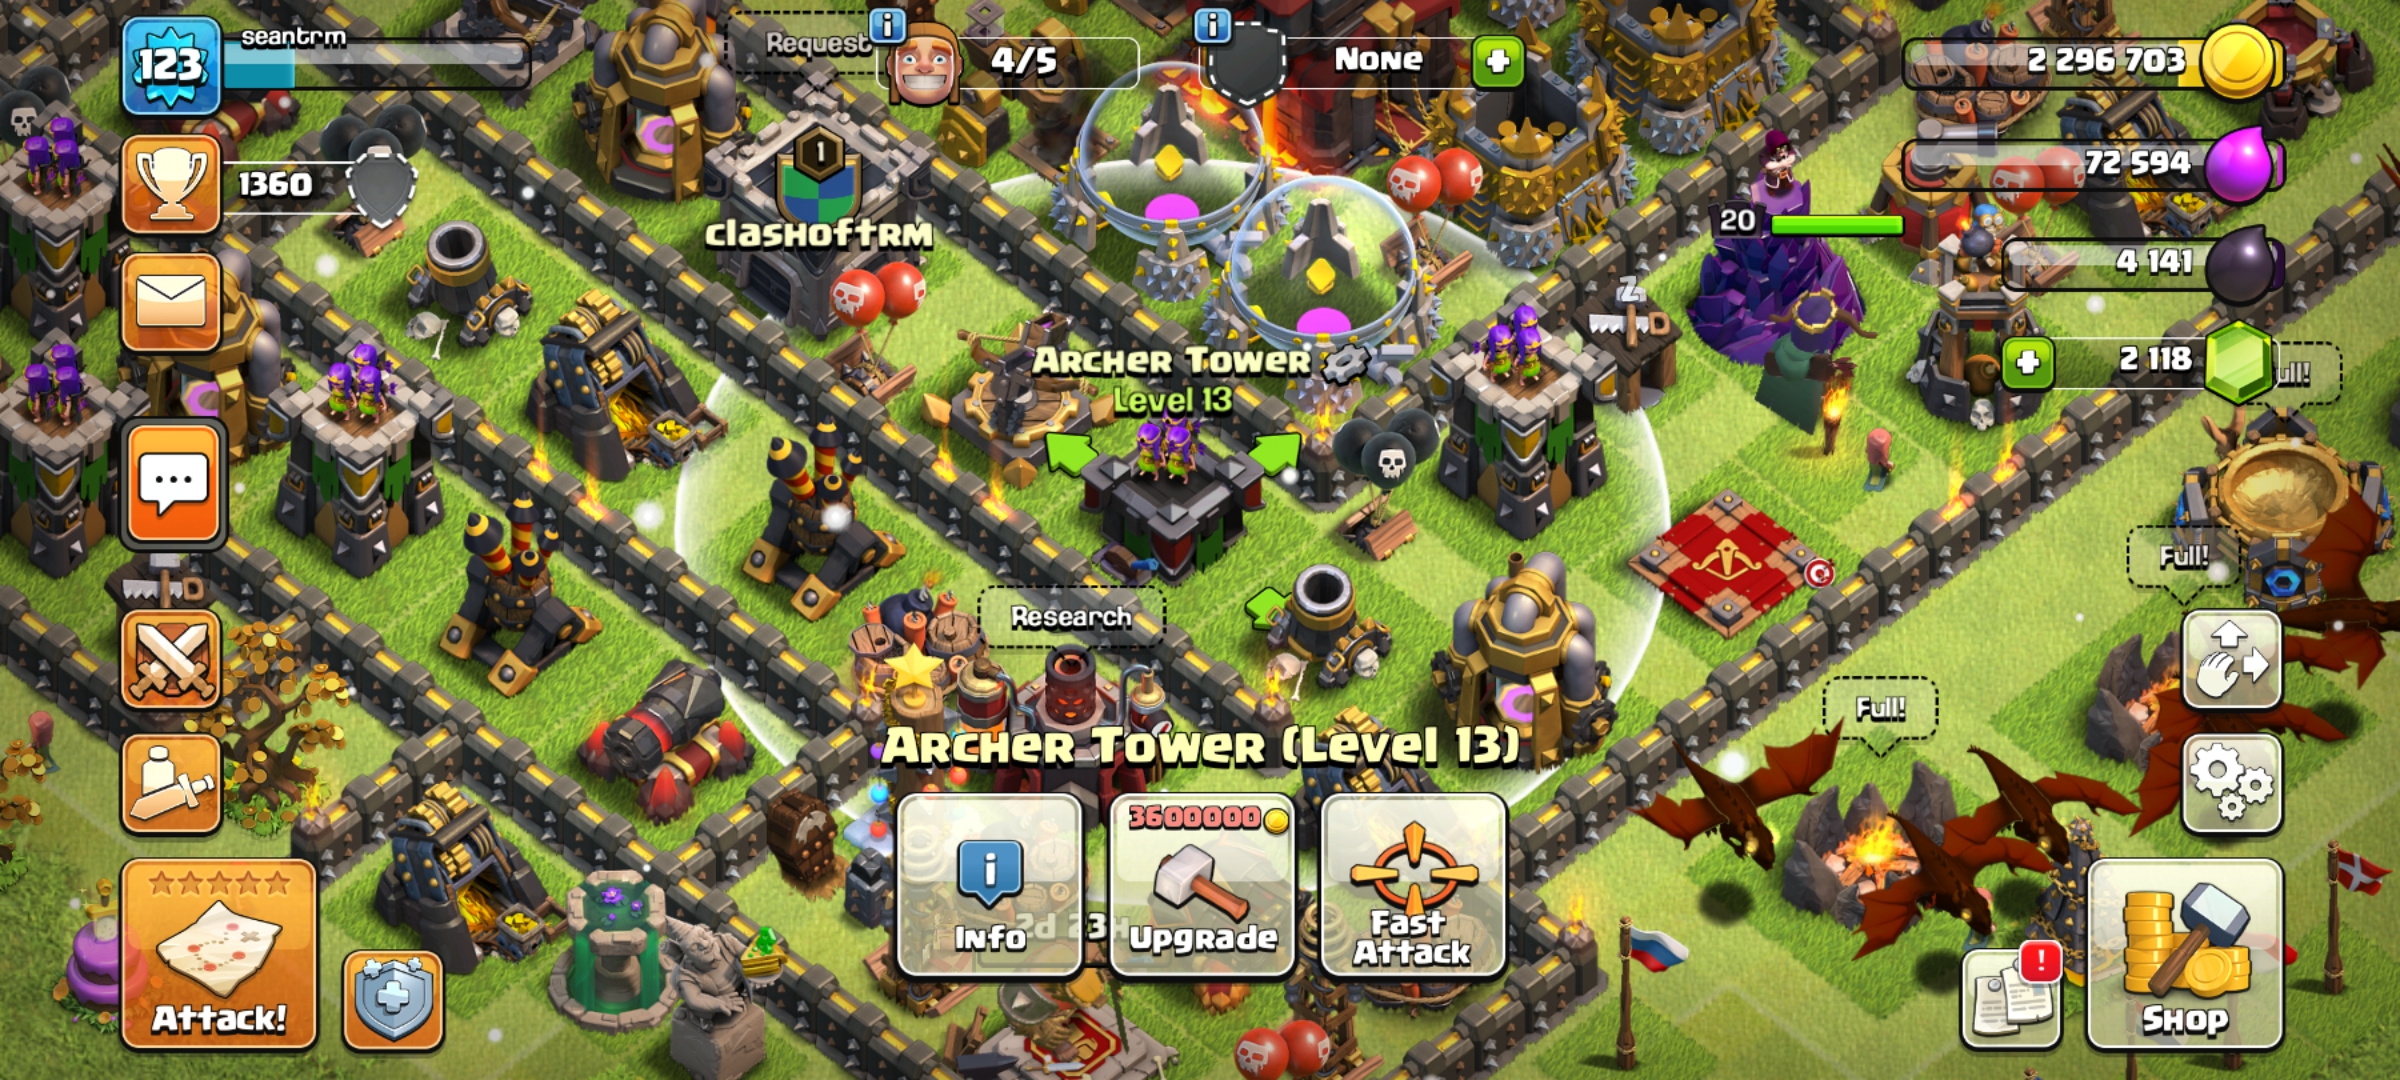 123
seantrm
Request
4/5
None
2 296 703
1360
1
clashoftrm
72 594
20
4 141
2 118
Archer Tower
Level 13
Full!
Research
Full!
Archer Tower (Level 13)
3600000
Info
Upgrade
Fast
Attack
Attack!
!
Shop